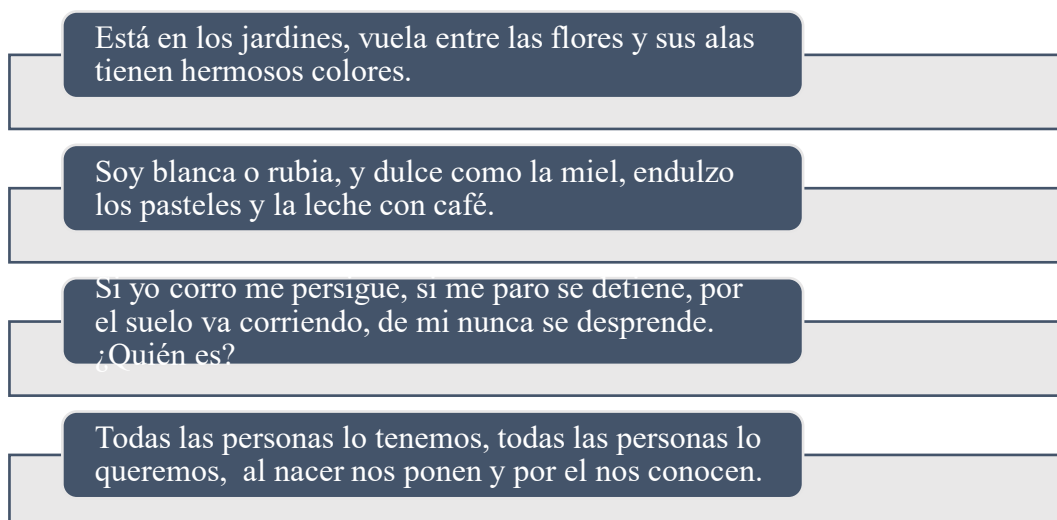 Está en los jardines, vuela entre las flores y sus alas
tienen hermosos colores.
Soy blanca o rubia, y dulce como la miel, endulzo
los pasteles y la leche con café.
Si yo corro me persigue, si me paro se detiene, por
el suelo va corriendo, de mi nunca se desprende.
¿Quién es?
Todas las personas lo tenemos, todas las personas lo
queremos,  al nacer nos ponen y por el nos conocen.